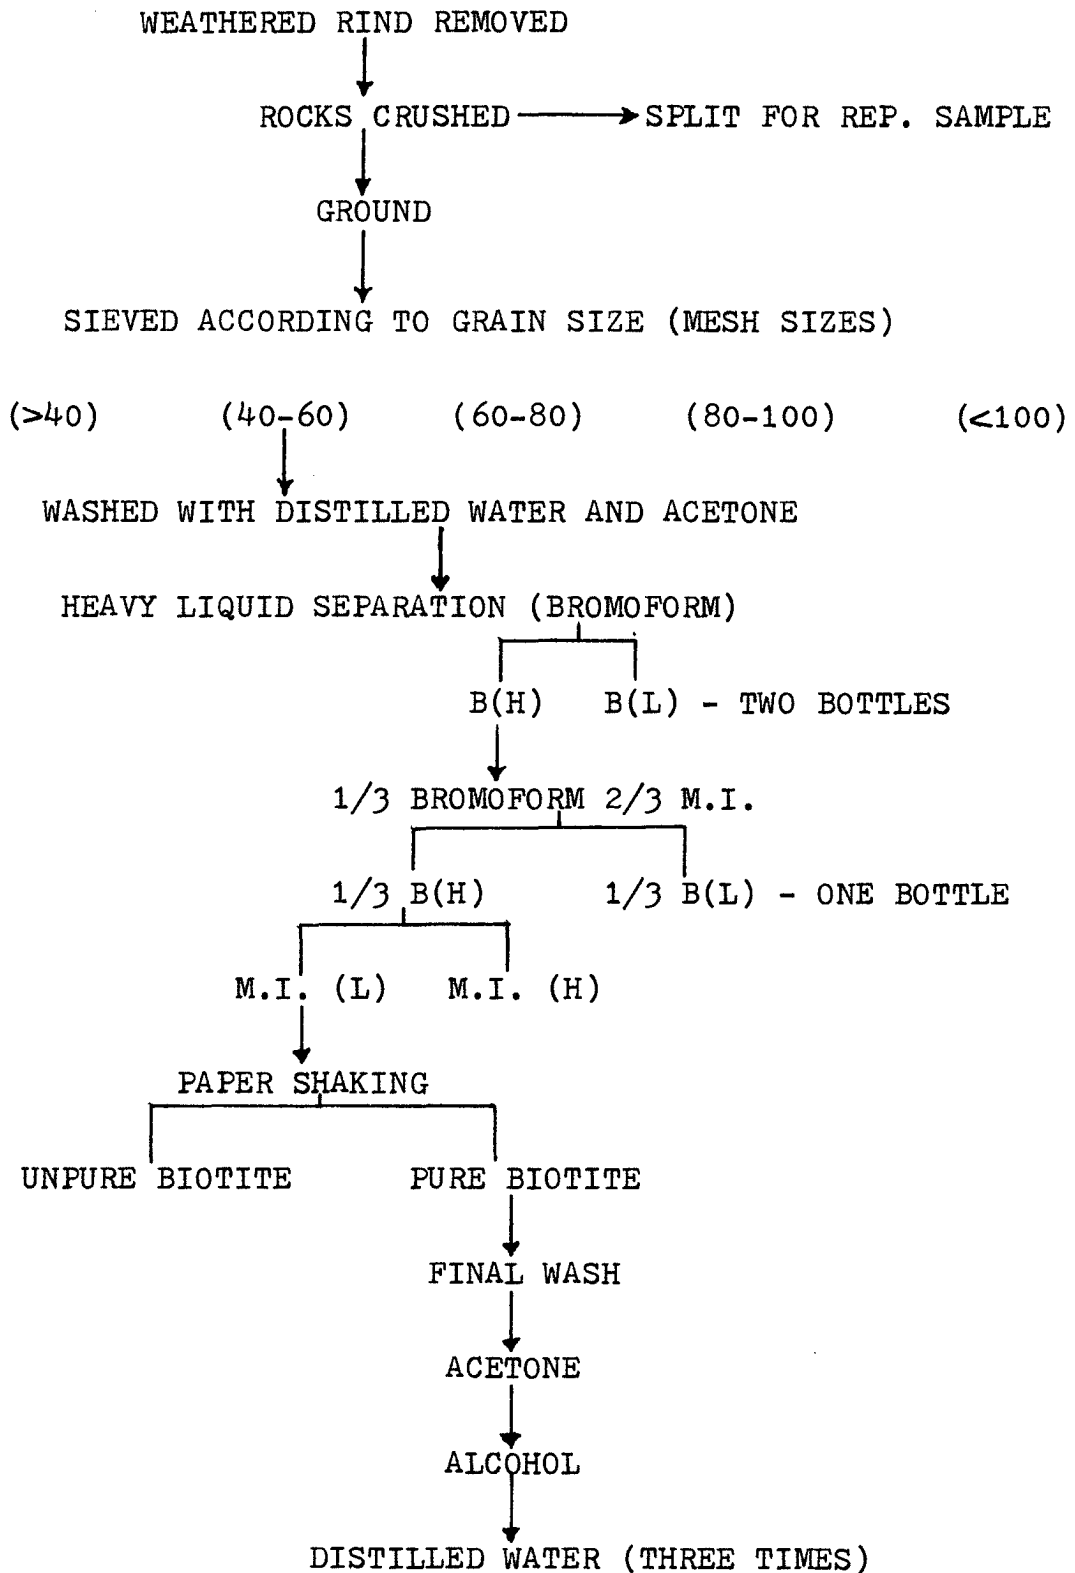 WEATHERED RIND REMOVED
ROCKS CRUSHED SPLIT FOR REP. SAMPLE
GROUND
SIEVED ACCORDING TO GRAIN SIZE (MESH SIZES)
(>40) (40-60) (60-80) (80-100) (<100)
WASHED WITH DISTILLED WATER AND ACETONE
HEAVY LIQUID SEPARATION (BROMOFORM)
B(H) B(L) - TWO BOTTLES
1/3 BROMOFORM 2/3 M.I.
1/3 B(H) 1/3 B(L) - ONE BOTTLE
M.I. (L) M.I. (H)
PAPER SHAKING
UNPURE BIOTITE PURE BIOTITE
FINAL WASH
ACETONE
ALCOHOL
DISTILLED WATER (THREE TIMES)